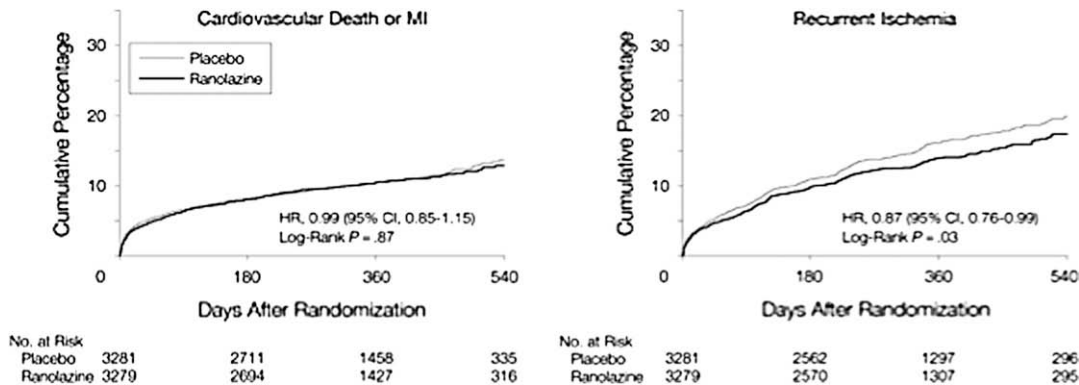 Cardiovascular Death or MI
30
20
10
Cumulative Percentage
Placebo
Ranolazine
HR, 0.99 (95% CI, 0.85-1.15)
Log-Rank P = .87
0 180 360 540
Days After Randomization
No. at Risk
Placebo 3281 2711 1458 335
Ranolazine 3279 2694 1427 316
Recurrent Ischemia
30
20
10
Cumulative Percentage
HR, 0.87 (95% CI, 0.76-0.99)
Log-Rank P = .03
0 180 360 540
Days After Randomization
No. at Risk
Placebo 3281 2562 1297 296
Ranolazine 3279 2570 1307 295